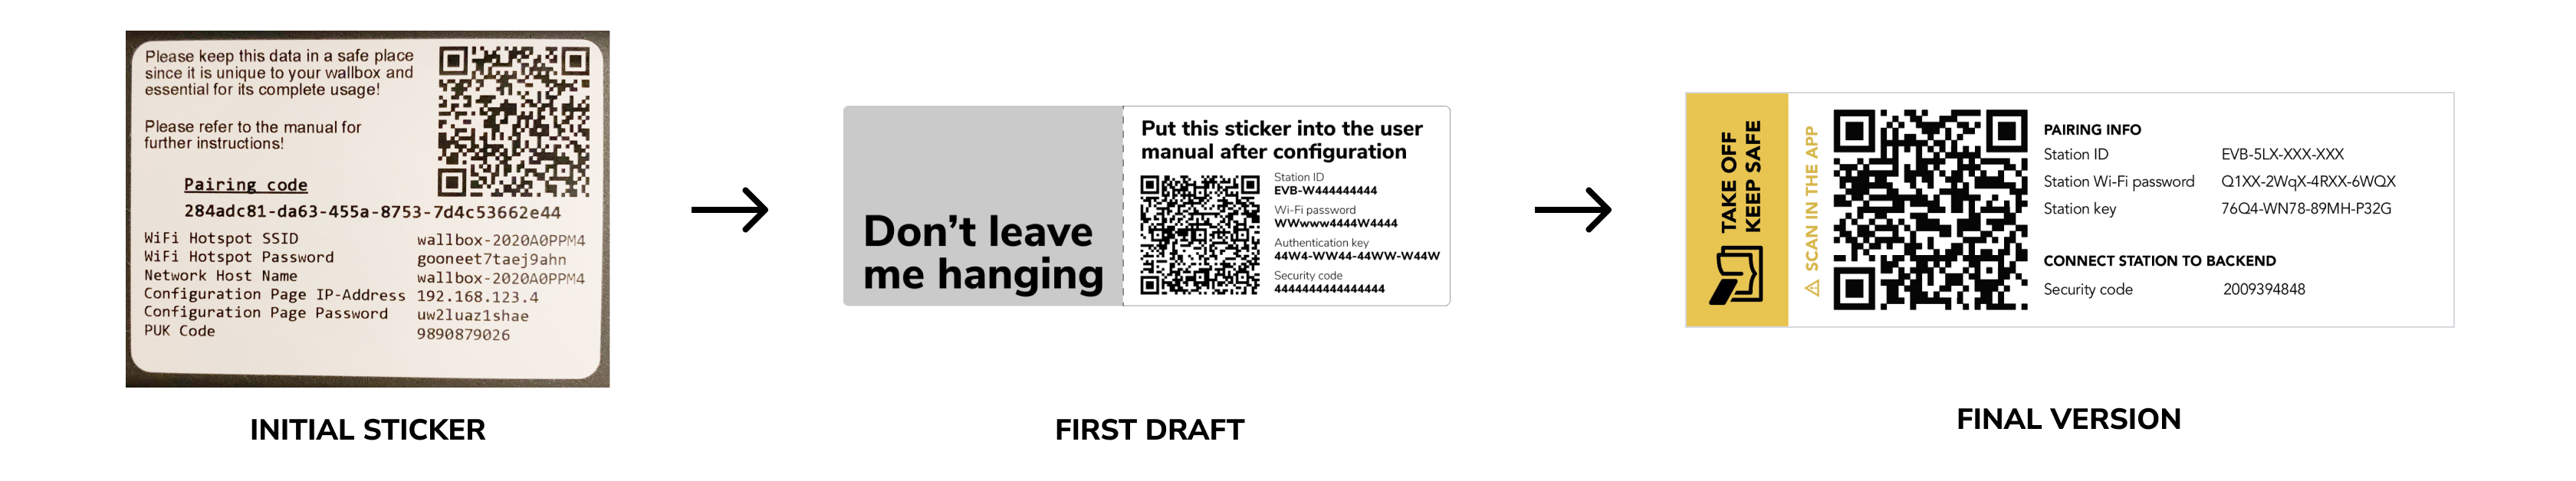 Please keep this data in a safe place
since it is unique to your wallbox and
essential for its complete usage!
Please refer to the manual for
further instructions!
Pairing code
284adc81-da63-455a-8753-7d4c53662e44
WiFi Hotspot SSID wallbox-2020A0PPM4
WiFi Hotspot Password gooneet7taej9ahn
Network Host Name wallbox-2020A0PPM4
Configuration Page IP-Address 192.168.123.4
Configuration Page Password uw2luaz1shae
PUK Code 9890879026
INITIAL STICKER
Don't leave
me hanging
Put this sticker into the user
manual after configuration
Station ID
EVB-W444444444
Wi-Fi password
WWwww4444W4444
Authentication key
44W4-WW44-44WW-W44W
Security code
4444444444444444
FIRST DRAFT
TAKE OFF
KEEP SAFE
SCAN IN THE APP
PAIRING INFO
Station ID EVB-5LX-XXX-XXX
Station Wi-Fi password Q1XX-2WqX-4RXX-6WQX
Station key 76Q4-WN78-89MH-P32G
CONNECT STATION TO BACKEND
Security code 2009394848
FINAL VERSION